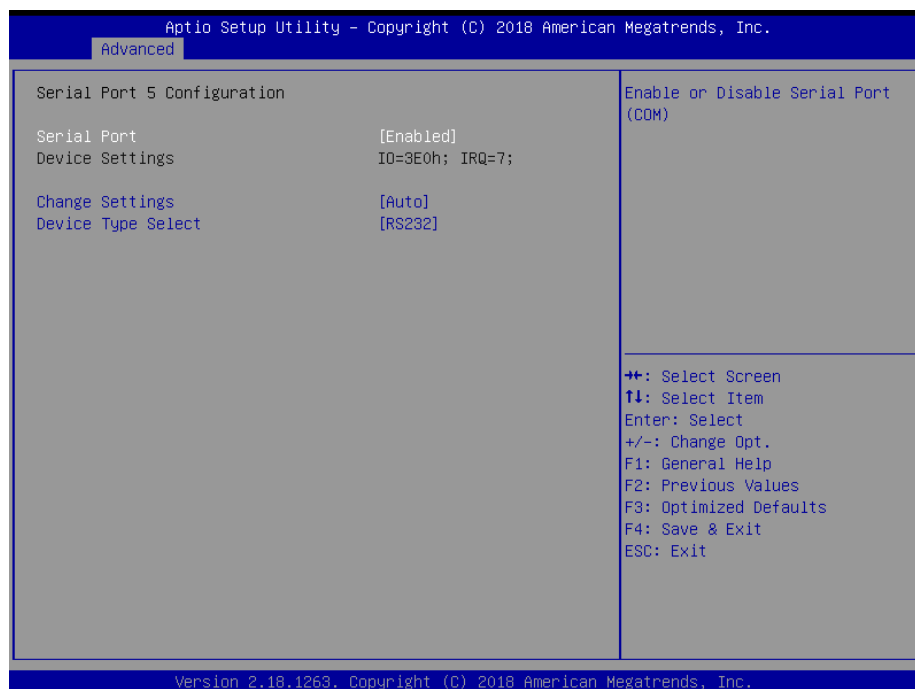 Aptio Setup Utility – Copyright (C) 2018 American Megatrends, Inc.
Advanced
Serial Port 5 Configuration
Serial Port [Enabled]
Device Settings IO=3E0h; IRQ=7;
Change Settings [Auto]
Device Type Select [RS232]
Enable or Disable Serial Port
(COM)
→←: Select Screen
↑↓: Select Item
Enter: Select
+/-: Change Opt.
F1: General Help
F2: Previous Values
F3: Optimized Defaults
F4: Save & Exit
ESC: Exit
Version 2.18.1263. Copyright (C) 2018 American Megatrends, Inc.